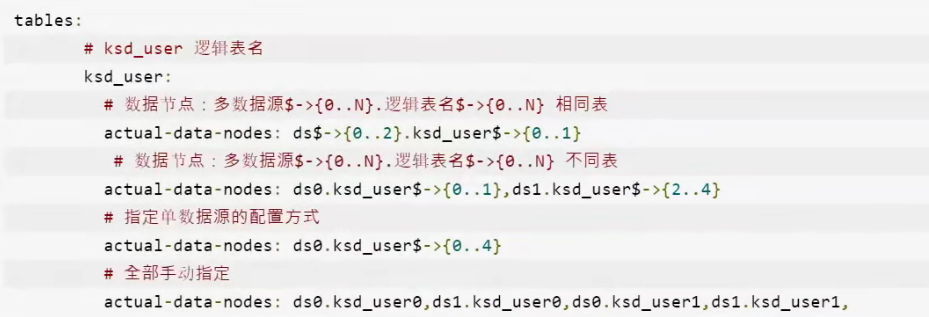 tables:
# ksd_user 逻辑表名
ksd_user:
# 数据节点：多数据源$->{0..N}.逻辑表名$->{0..N} 相同表
actual-data-nodes: ds$->{0..2}.ksd_user$->{0..1}
# 数据节点：多数据源$->{0..N}.逻辑表名$->{0..N} 不同表
actual-data-nodes: ds0.ksd_user$->{0..1},ds1.ksd_user$->{2..4}
# 指定单数据源的配置方式
actual-data-nodes: ds0.ksd_user$->{0..4}
# 全部手动指定
actual-data-nodes: ds0.ksd_user0,ds1.ksd_user0,ds0.ksd_user1,ds1.ksd_user1,